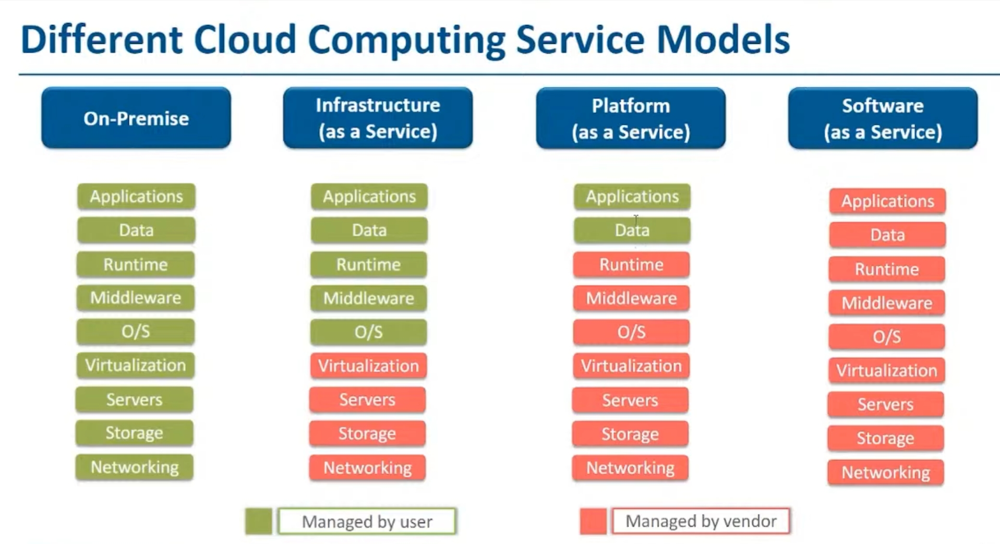 Different Cloud Computing Service Models
On-Premise
Infrastructure
(as a Service)
Platform
(as a Service)
Software
(as a Service)
Applications
Data
Runtime
Middleware
O/S
Virtualization
Servers
Storage
Networking
Applications
Data
Runtime
Middleware
O/S
Virtualization
Servers
Storage
Networking
Applications
Data
Runtime
Middleware
O/S
Virtualization
Servers
Storage
Networking
Applications
Data
Runtime
Middleware
O/S
Virtualization
Servers
Storage
Networking
Managed by user
Managed by vendor